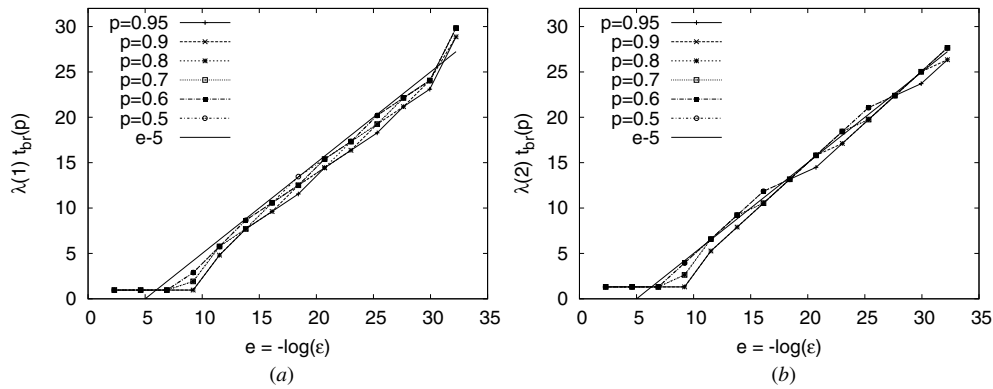 30
25
20
15
10
5
0
λ(1) t_br(p)
p=0.95
p=0.9
p=0.8
p=0.7
p=0.6
p=0.5
e-5
0 5 10 15 20 25 30 35
e = -log(ε)
(a)
30
25
20
15
10
5
0
λ(2) t_br(p)
p=0.95
p=0.9
p=0.8
p=0.7
p=0.6
p=0.5
e-5
0 5 10 15 20 25 30 35
e = -log(ε)
(b)